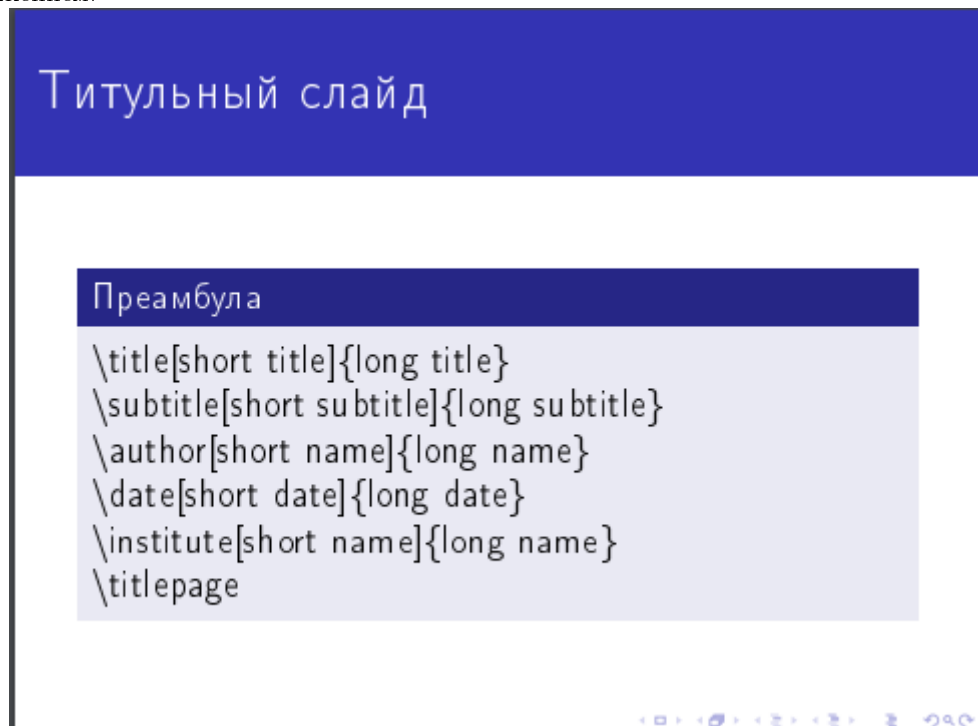 Титульный слайд
Преамбула
\title[short title]{long title}
\subtitle[short subtitle]{long subtitle}
\author[short name]{long name}
\date[short date]{long date}
\institute[short name]{long name}
\titlepage